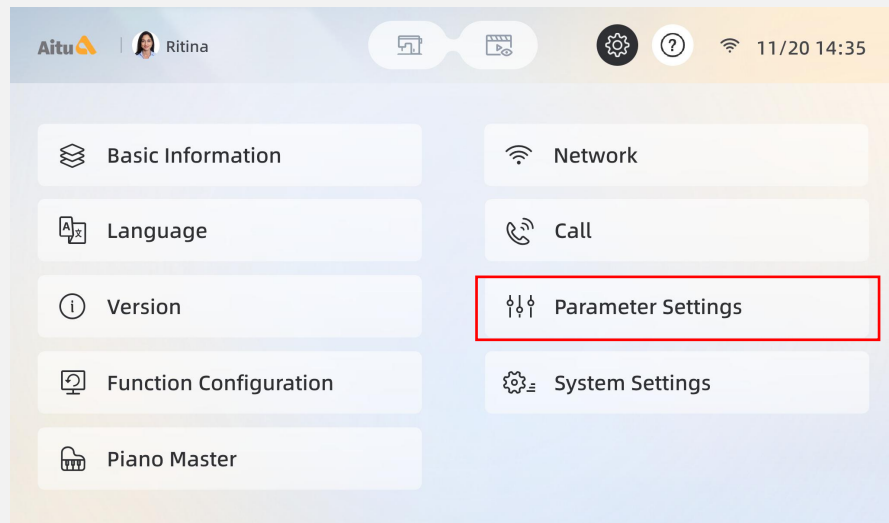 Aitu Ritina 11/20 14:35
Basic Information
Network
Language
Call
Version
Parameter Settings
Function Configuration
System Settings
Piano Master